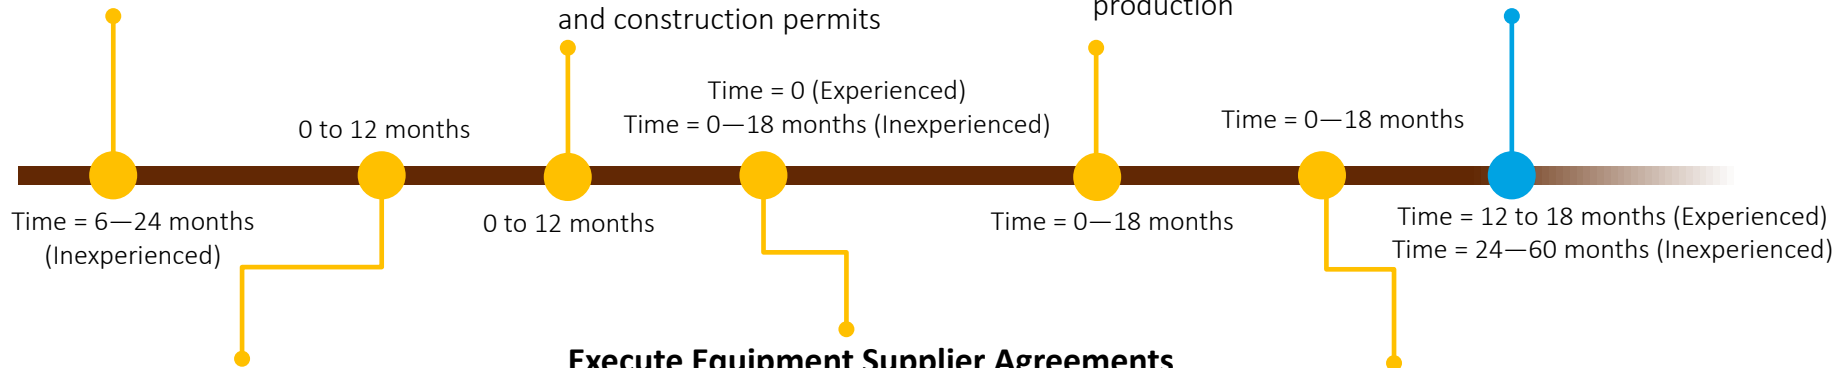 and construction permits
production
Time = 0 (Experienced)
Time = 0—18 months (Inexperienced)
0 to 12 months
Time = 0—18 months
Time = 6—24 months
(Inexperienced)
0 to 12 months
Time = 0—18 months
Time = 12 to 18 months (Experienced)
Time = 24—60 months (Inexperienced)
Execute Equipment Supplier Agreements